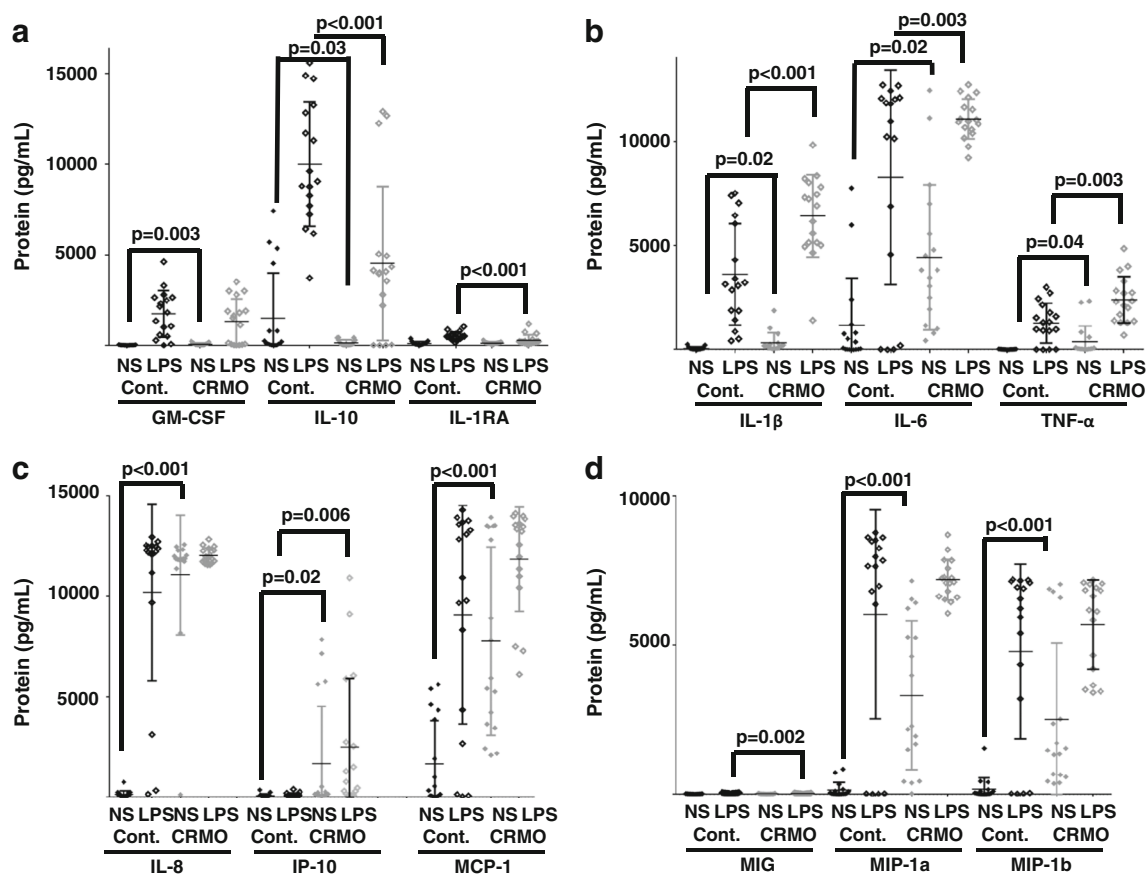 a
p<0.001
p=0.03
15000
10000
5000
Protein (pg/mL)
p=0.003
p<0.001
NS LPS NS LPS NS LPS NS LPS NS LPS NS LPS
Cont. CRMO Cont. CRMO Cont. CRMO
GM-CSF IL-10 IL-1RA
b
p=0.003
p=0.02
p<0.001
10000
5000
Protein (pg/mL)
p=0.02
p=0.003
p=0.04
NS LPS NS LPS NS LPS NS LPS NS LPS NS LPS
Cont. CRMO Cont. CRMO Cont. CRMO
IL-1β IL-6 TNF-α
c
p<0.001
p<0.001
15000
10000
5000
Protein (pg/mL)
p=0.006
p=0.02
NS LPS NS LPS NS LPS NS LPS NS LPS NS LPS
Cont. CRMO Cont. CRMO Cont. CRMO
IL-8 IP-10 MCP-1
d
p<0.001
10000
5000
Protein (pg/mL)
p<0.001
p=0.002
NS LPS NS LPS NS LPS NS LPS NS LPS NS LPS
Cont. CRMO Cont. CRMO Cont. CRMO
MIG MIP-1a MIP-1b